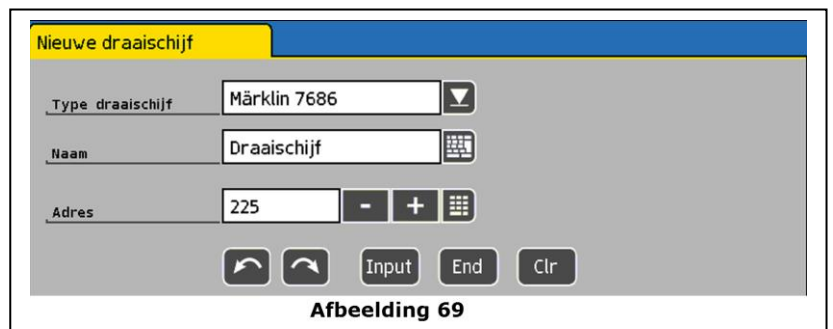 Nieuwe draaischijf
Type draaischijf Märklin 7686
Naam Draaischijf
Adres 225 - +
Input End Clr
Afbeelding 69